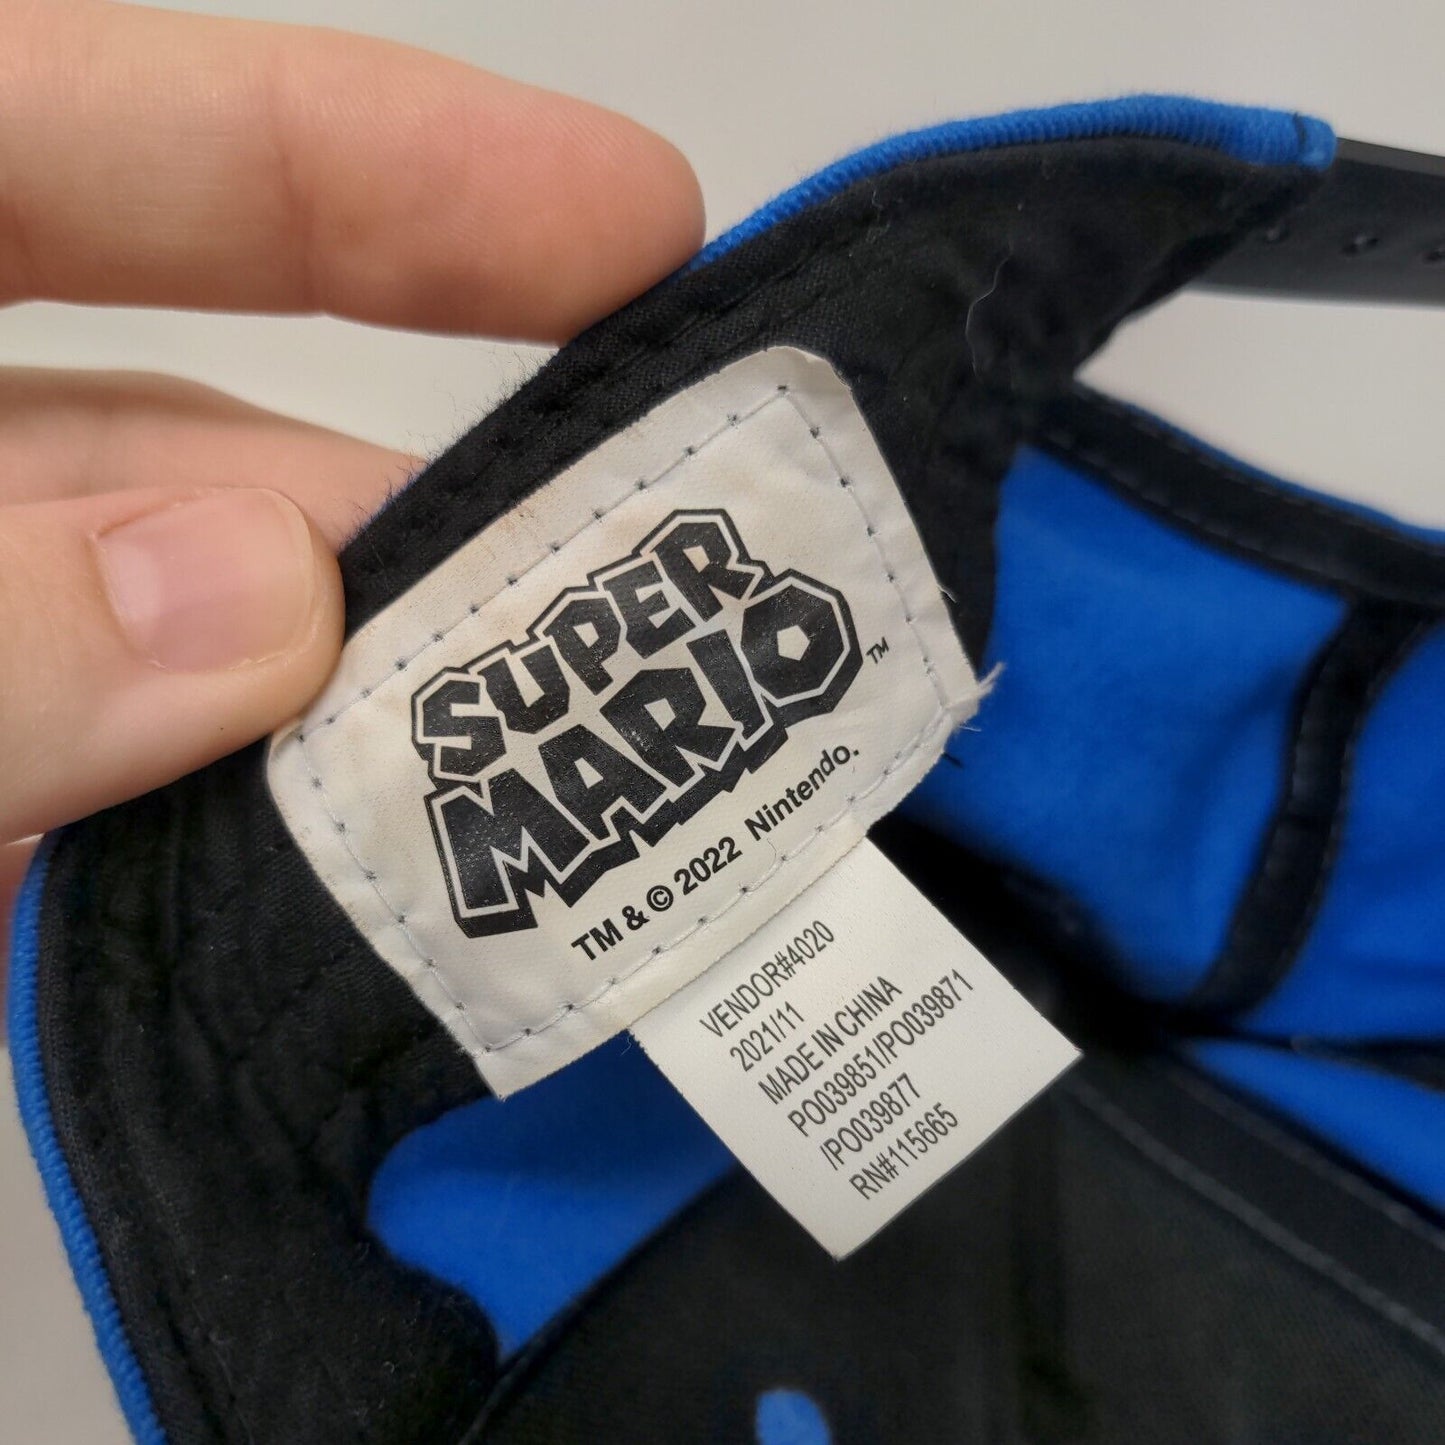 SUPER
MARIO™
TM & © 2022 Nintendo.
VENDOR#4020
2021/11
MADE IN CHINA
PO039851/PO039871
/PO039877
RN#115665